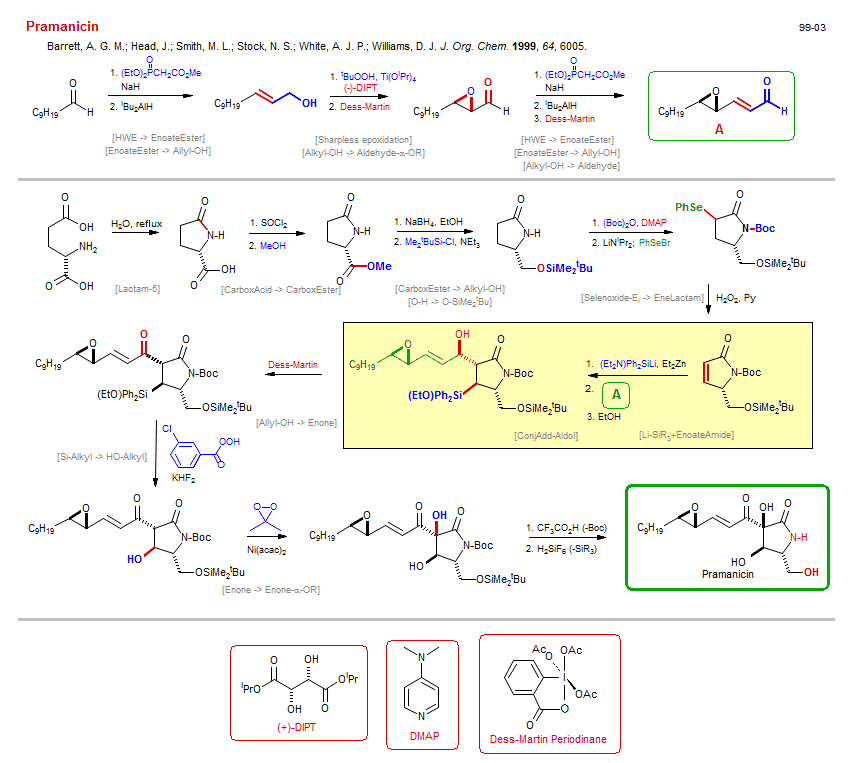 Pramanicin
99-03
Barrett, A. G. M.; Head, J.; Smith, M. L.; Stock, N. S.; White, A. J. P.; Williams, D. J. J. Org. Chem. 1999, 64, 6005.
O
C9H19
H
O
1. (EtO)2PCH2CO2Me
NaH
2. iBu2AlH
[HWE -> EnoateEster]
[EnoateEster -> Allyl-OH]
C9H19
OH
1. tBuOOH, Ti(OiPr)4
(-)-DIPT
2. Dess-Martin
[Sharpless epoxidation]
[Alkyl-OH -> Aldehyde-α-OR]
C9H19
O
O
H
O
1. (EtO)2PCH2CO2Me
NaH
2. iBu2AlH
3. Dess-Martin
[HWE -> EnoateEster]
[EnoateEster -> Allyl-OH]
[Alkyl-OH -> Aldehyde]
C9H19
O
O
H
A
O
OH
NH2
O
OH
H2O, reflux
[Lactam-5]
O
N-H
O
OH
1. SOCl2
2. MeOH
[CarboxAcid -> CarboxEster]
O
N-H
O
OMe
1. NaBH4, EtOH
2. Me2tBuSi-Cl, NEt3
[CarboxEster -> Alkyl-OH]
[O-H -> O-SiMe2tBu]
O
N-H
OSiMe2tBu
1. (Boc)2O, DMAP
2. LiNiPr2; PhSeBr
PhSe
O
N-Boc
OSiMe2tBu
[Selenoxide-Ei -> EneLactam]
H2O2, Py
O
N-Boc
OSiMe2tBu
1. (Et2N)Ph2SiLi, Et2Zn
2. A
3. EtOH
[Li-SiR3+EnoateAmide]
OH
O
O
C9H19
N-Boc
(EtO)Ph2Si
OSiMe2tBu
[ConjAdd-Aldol]
Dess-Martin
[Allyl-OH -> Enone]
O
O
O
C9H19
N-Boc
(EtO)Ph2Si
OSiMe2tBu
[Si-Alkyl -> HO-Alkyl]
Cl
OOH
O
KHF2
O
O
O
C9H19
N-Boc
HO
OSiMe2tBu
O-O
Ni(acac)2
[Enone -> Enone-α-OR]
O
O
OH
O
C9H19
N-Boc
HO
OSiMe2tBu
1. CF3CO2H (-Boc)
2. H2SiF6 (-SiR3)
O
O
OH
O
C9H19
N-H
HO
OH
Pramanicin
O
OH
iPrO
OiPr
OH
O
(+)-DIPT
N
N
DMAP
AcO
OAc
I
OAc
O
O
Dess-Martin Periodinane